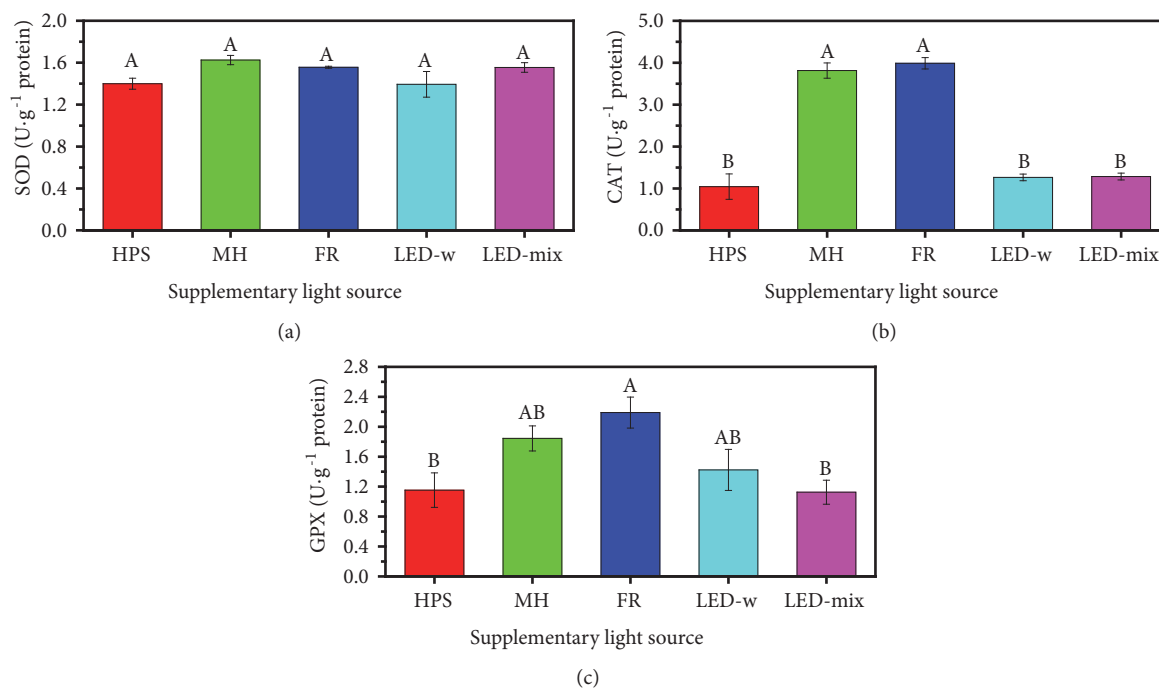 2.0
1.6
1.2
0.8
0.4
0.0
SOD (U·g⁻¹ protein)
A
A
A
A
A
HPS MH FR LED-w LED-mix
Supplementary light source
(a)
5.0
4.0
3.0
2.0
1.0
0.0
CAT (U·g⁻¹ protein)
B
A
A
B
B
HPS MH FR LED-w LED-mix
Supplementary light source
(b)
2.8
2.4
2.0
1.6
1.2
0.8
0.4
0.0
GPX (U·g⁻¹ protein)
B
AB
A
AB
B
HPS MH FR LED-w LED-mix
Supplementary light source
(c)